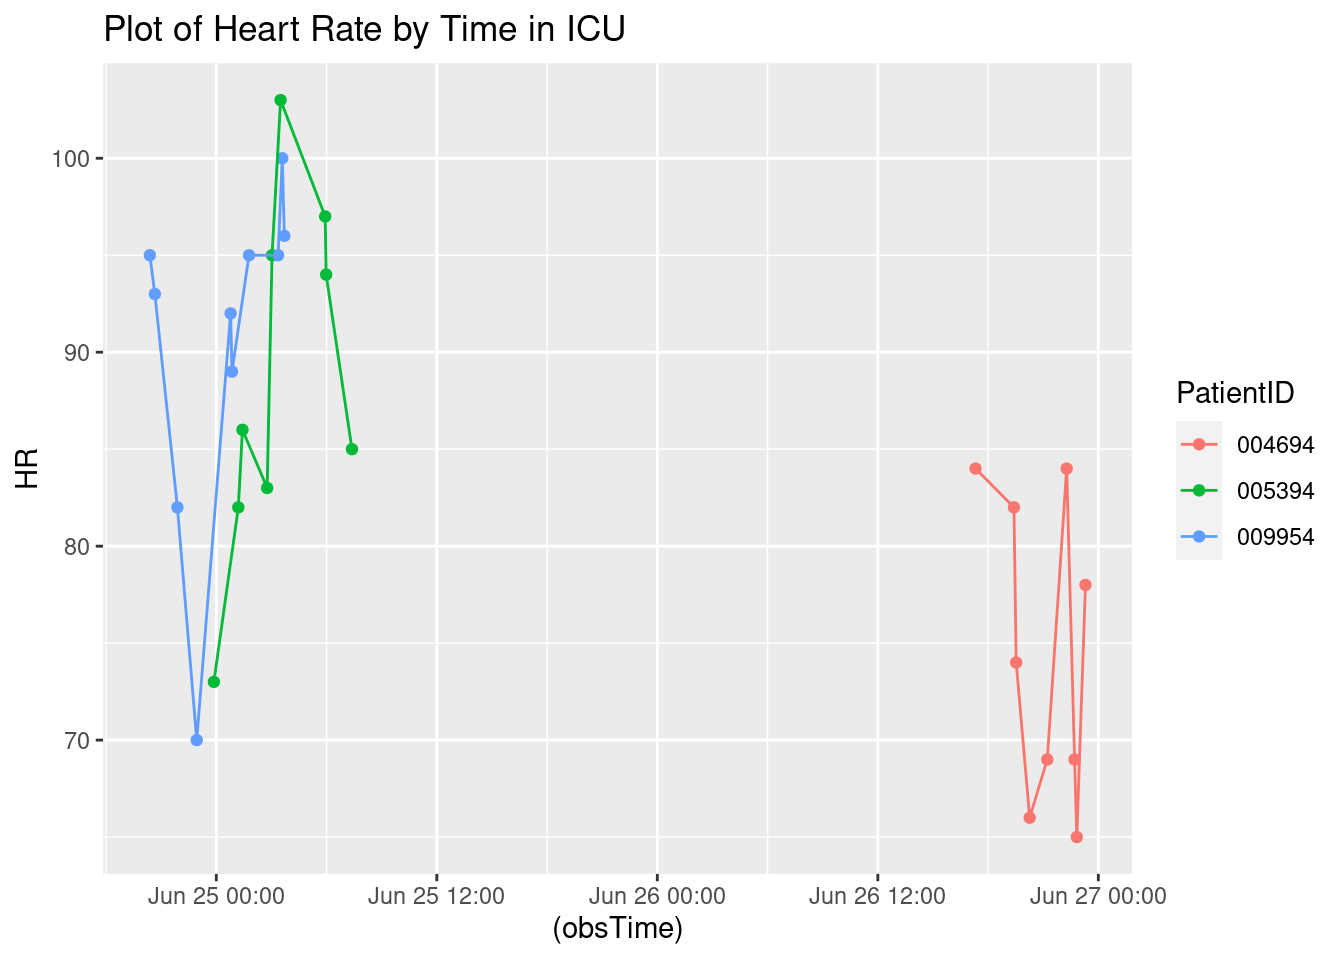 Plot of Heart Rate by Time in ICU
HR
100
90
80
70
Jun 25 00:00 Jun 25 12:00 Jun 26 00:00 Jun 26 12:00 Jun 27 00:00
(obsTime)
PatientID
004694
005394
009954